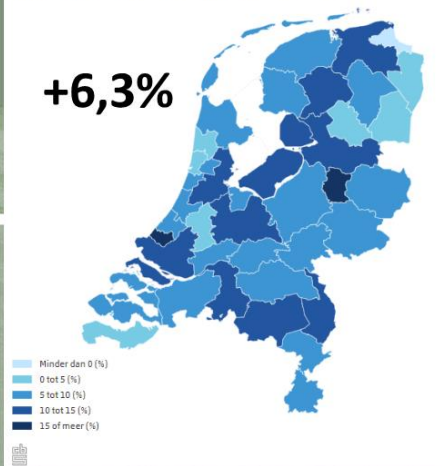 +6,3%
Minder dan 0 (%)
0 tot 5 (%)
5 tot 10 (%)
10 tot 15 (%)
15 of meer (%)